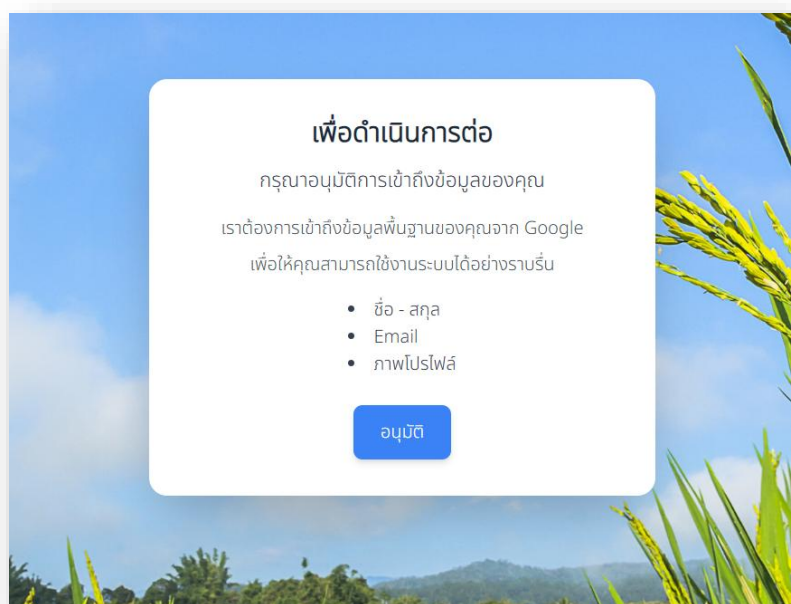 เพื่อดำเนินการต่อ
กรุณาอนุมัติการเข้าถึงข้อมูลของคุณ
เราต้องการเข้าถึงข้อมูลพื้นฐานของคุณจาก Google
เพื่อให้คุณสามารถใช้งานระบบได้อย่างราบรื่น
• ชื่อ - สกุล
• Email
• ภาพโปรไฟล์
อนุมัติ